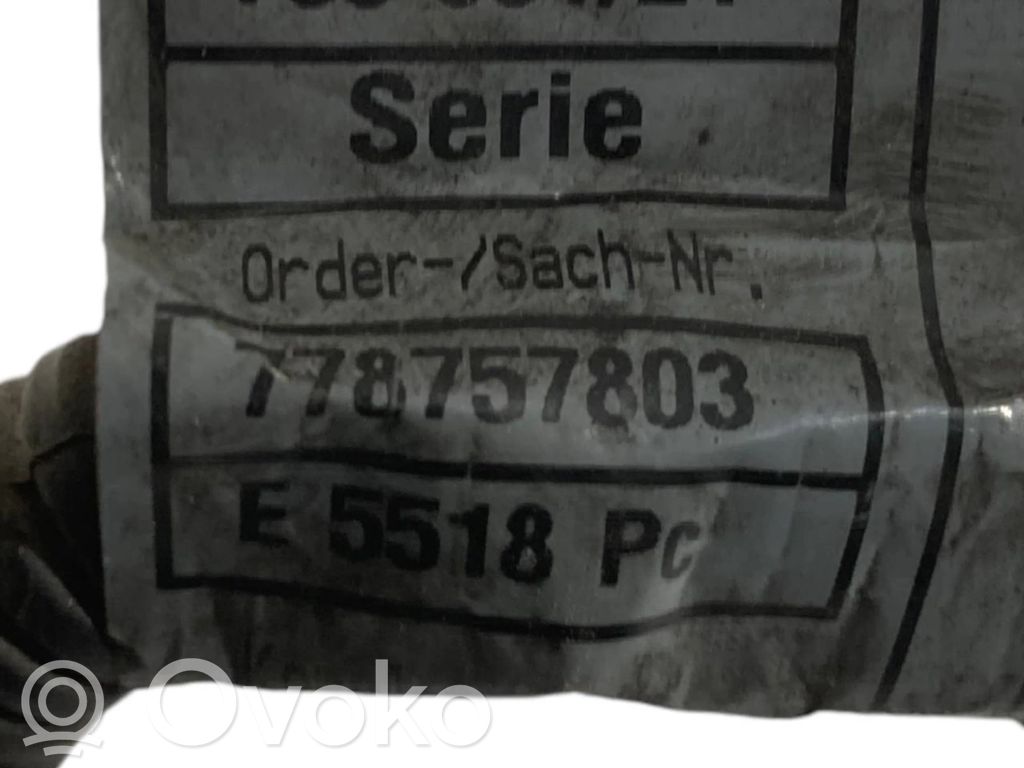 Serie
Order-/Sach-Nr.
778757803
E 5518 Pc
Ovoko